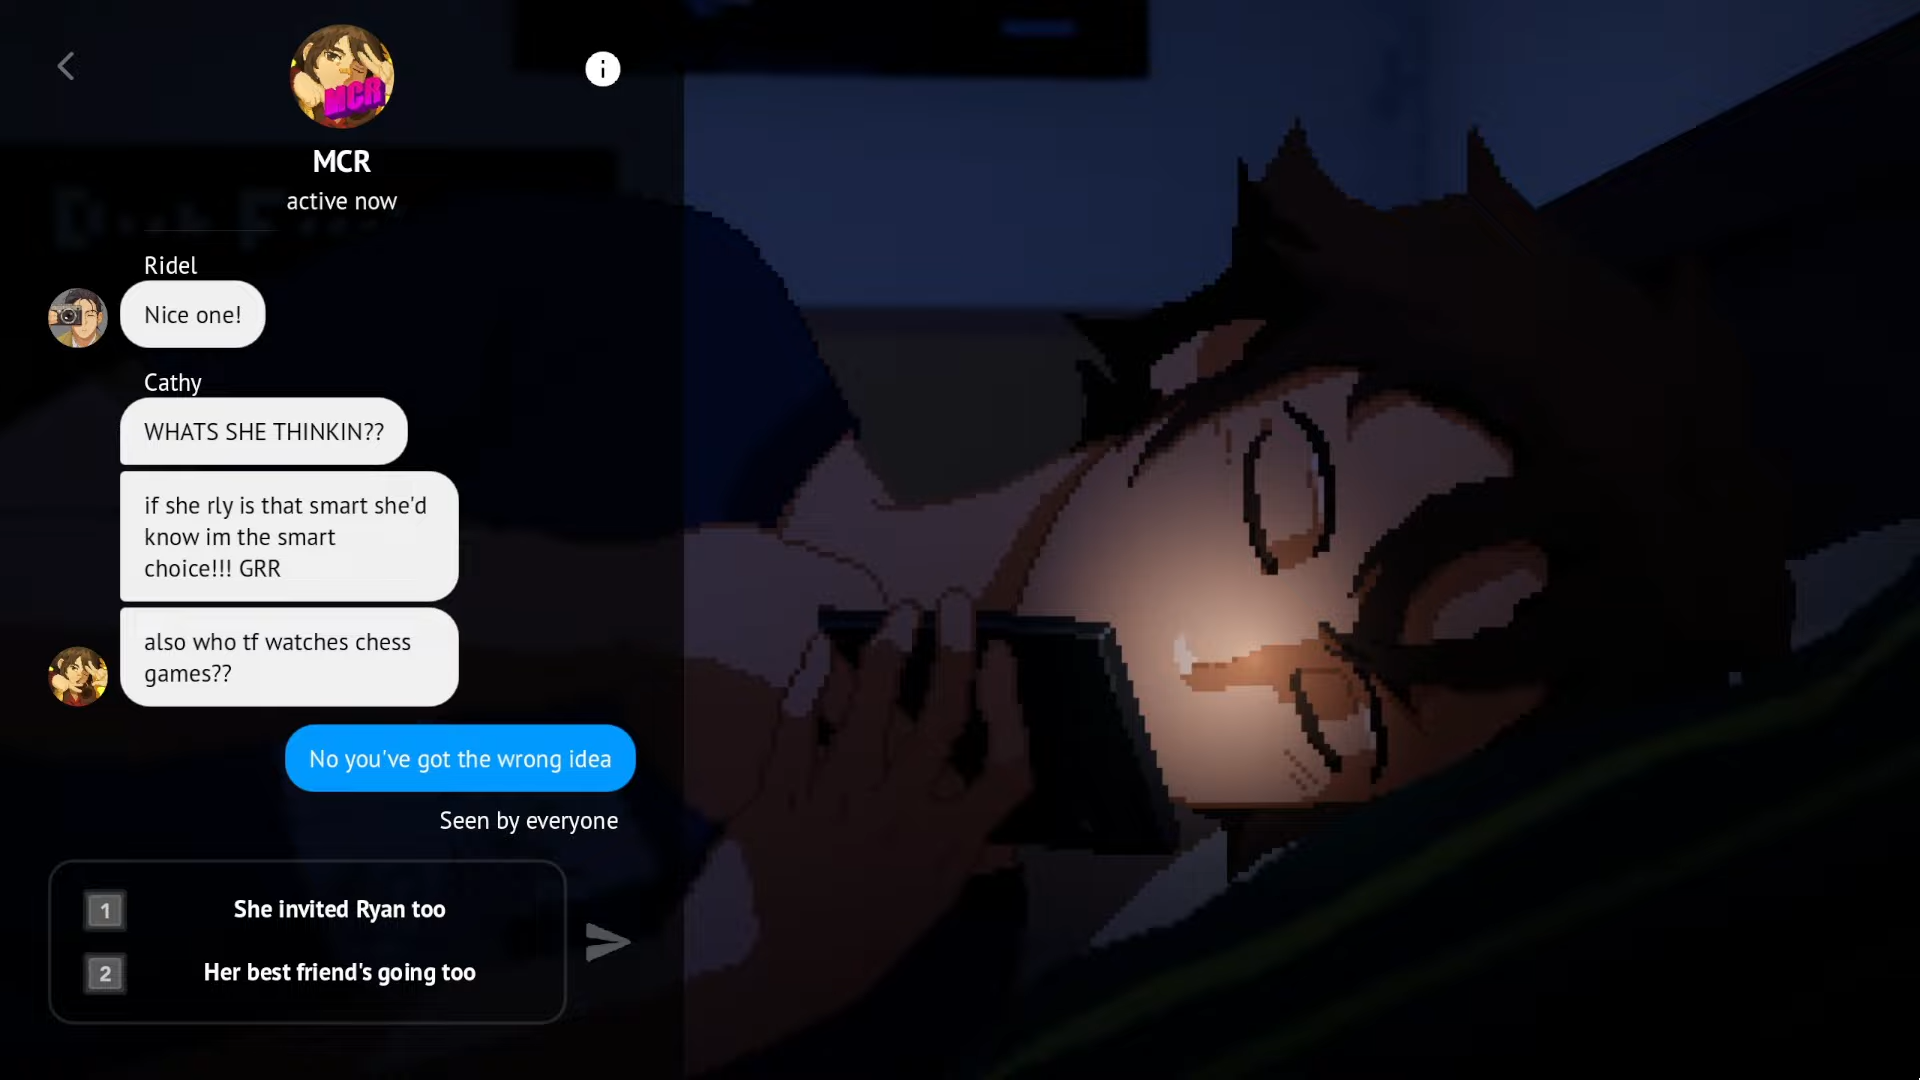 MCR
MCR
active now
Ridel
Nice one!
Cathy
WHATS SHE THINKIN??
if she rly is that smart she'd
know im the smart
choice!!! GRR
also who tf watches chess
games??
No you've got the wrong idea
Seen by everyone
1 She invited Ryan too
2 Her best friend's going too